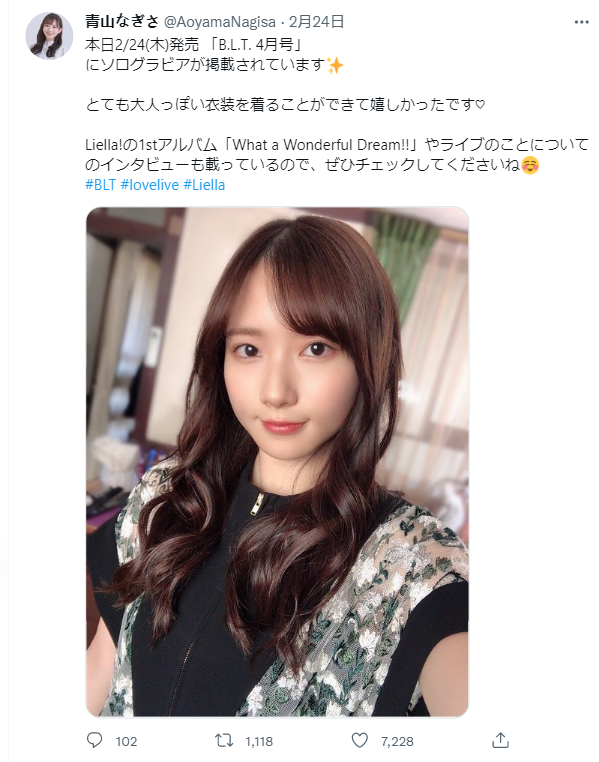 青山なぎさ @AoyamaNagisa · 2月24日
本日2/24(木)発売 「B.L.T. 4月号」
にソログラビアが掲載されています✨
とても大人っぽい衣装を着ることができて嬉しかったです♡
Liella!の1stアルバム「What a Wonderful Dream!!」やライブのことについて
のインタビューも載っているので、ぜひチェックしてくださいね☺️
#BLT #lovelive #Liella
102 1,118 7,228